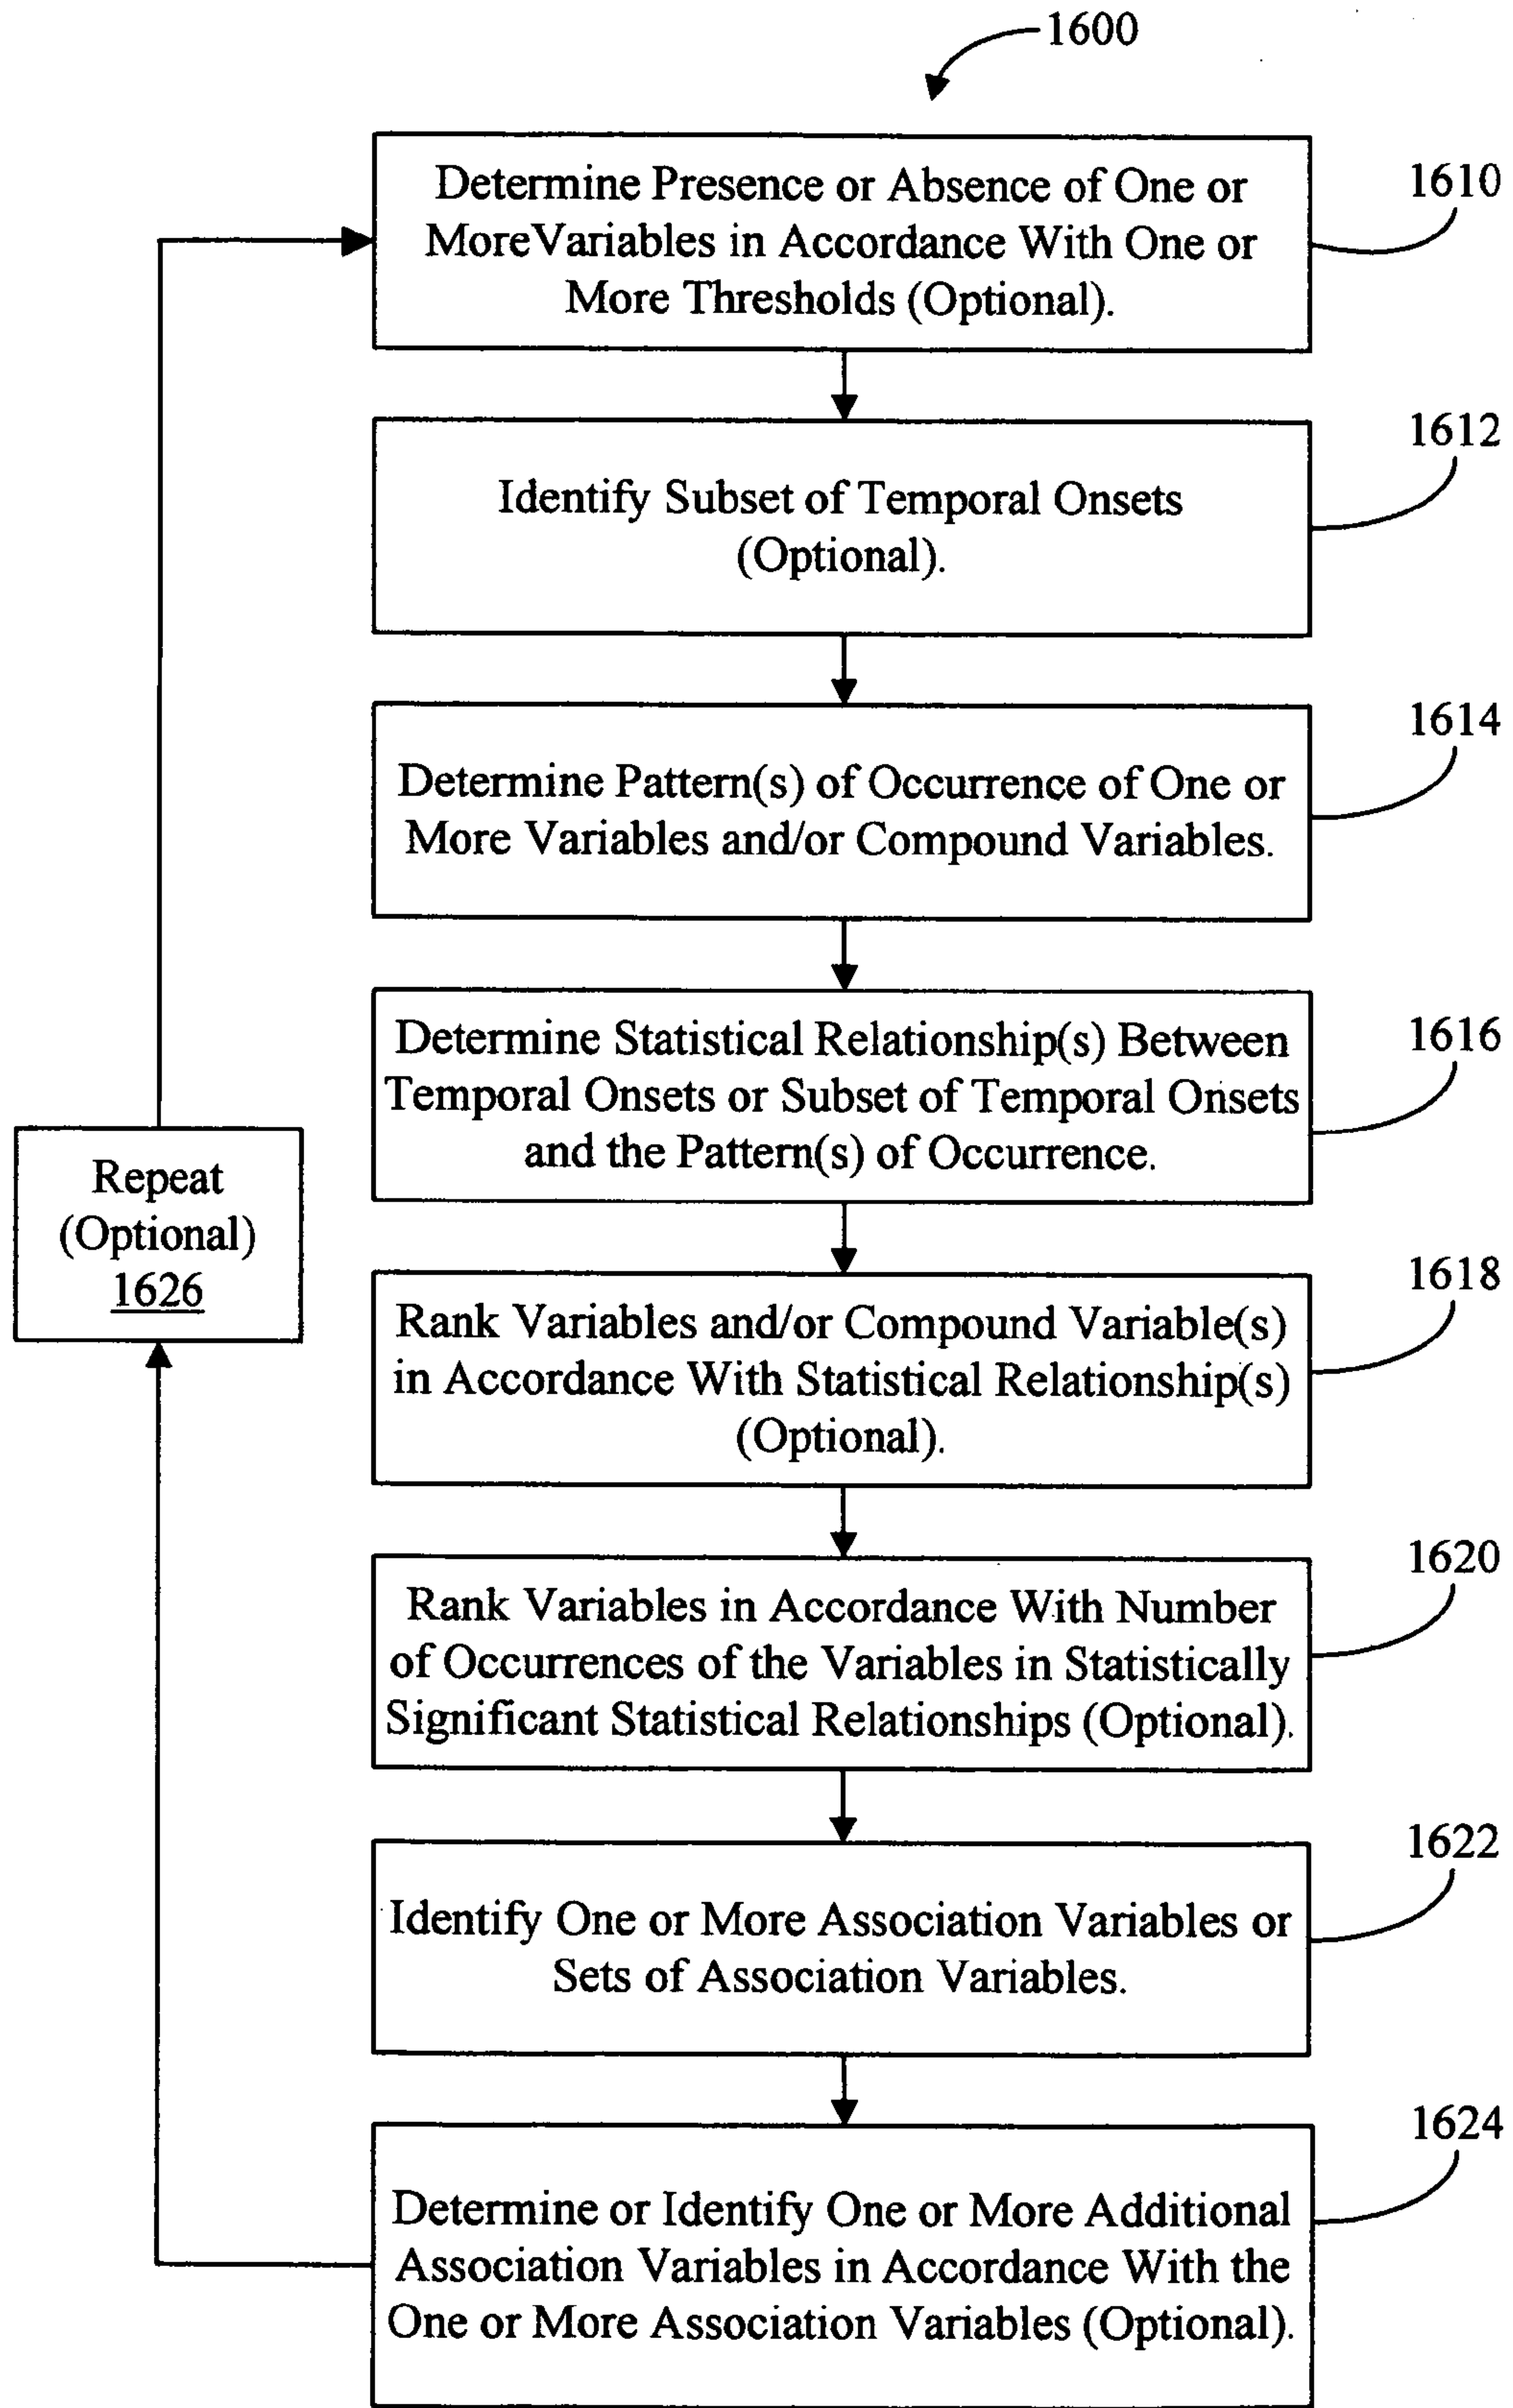 1600
Determine Presence or Absence of One or
MoreVariables in Accordance With One or
More Thresholds (Optional).
1610
Identify Subset of Temporal Onsets
(Optional).
1612
Determine Pattern(s) of Occurrence of One or
More Variables and/or Compound Variables.
1614
Determine Statistical Relationship(s) Between
Temporal Onsets or Subset of Temporal Onsets
and the Pattern(s) of Occurrence.
1616
Repeat
(Optional)
1626
Rank Variables and/or Compound Variable(s)
in Accordance With Statistical Relationship(s)
(Optional).
1618
Rank Variables in Accordance With Number
of Occurrences of the Variables in Statistically
Significant Statistical Relationships (Optional).
1620
Identify One or More Association Variables or
Sets of Association Variables.
1622
Determine or Identify One or More Additional
Association Variables in Accordance With the
One or More Association Variables (Optional).
1624